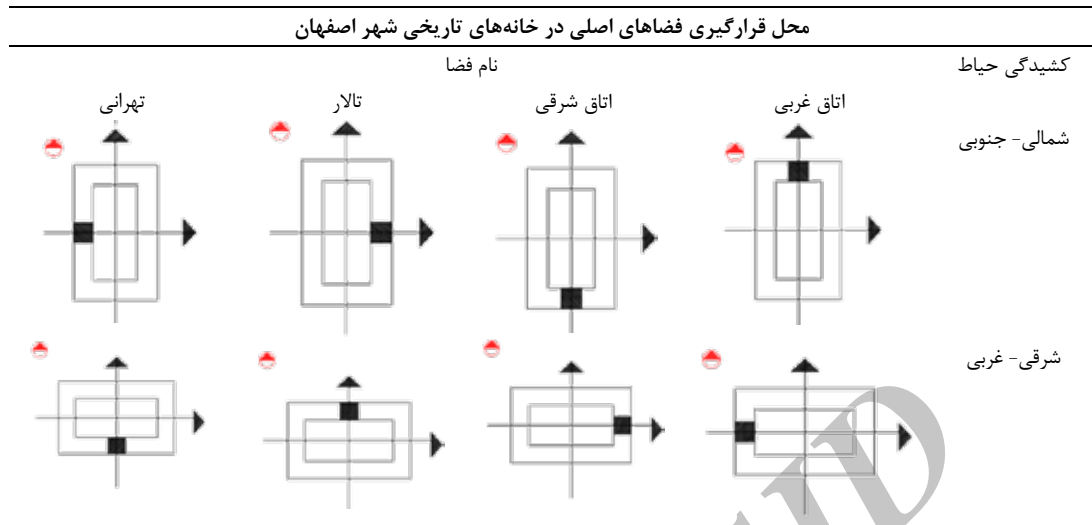 محل قرارگیری فضاهای اصلی در خانه‌های تاریخی شهر اصفهان
کشیدگی حیاط نام فضا
اتاق غربی اتاق شرقی تالار تهرانی
شمالی- جنوبی
شرقی- غربی